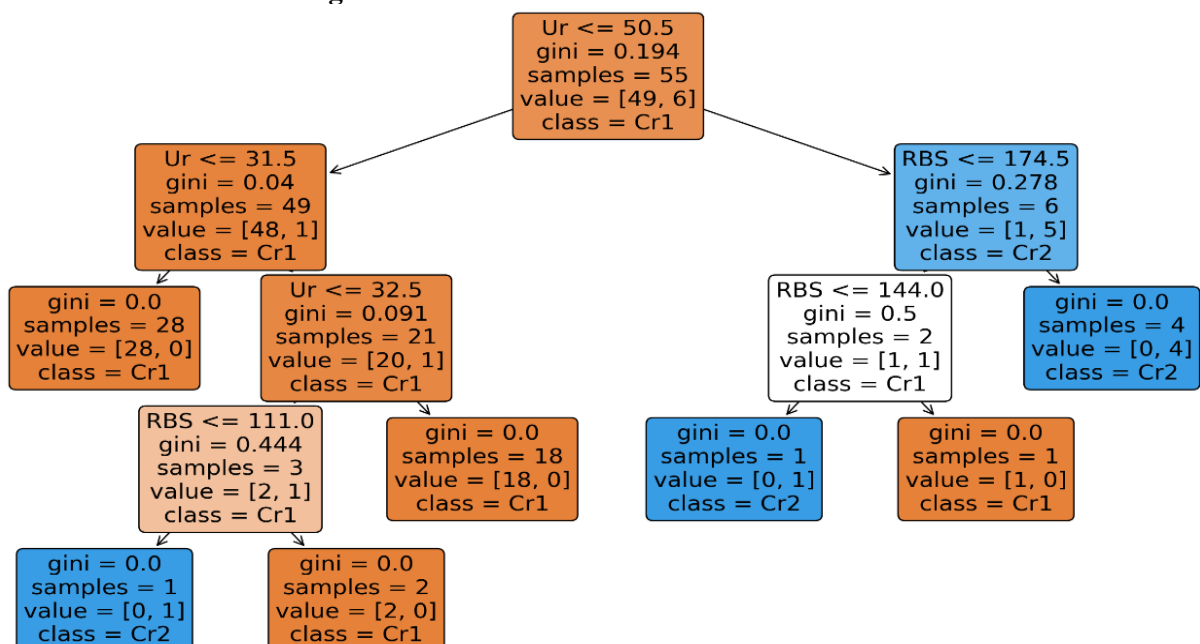 Ur <= 50.5
gini = 0.194
samples = 55
value = [49, 6]
class = Cr1
Ur <= 31.5
gini = 0.04
samples = 49
value = [48, 1]
class = Cr1
RBS <= 174.5
gini = 0.278
samples = 6
value = [1, 5]
class = Cr2
gini = 0.0
samples = 28
value = [28, 0]
class = Cr1
Ur <= 32.5
gini = 0.091
samples = 21
value = [20, 1]
class = Cr1
RBS <= 144.0
gini = 0.5
samples = 2
value = [1, 1]
class = Cr1
gini = 0.0
samples = 4
value = [0, 4]
class = Cr2
RBS <= 111.0
gini = 0.444
samples = 3
value = [2, 1]
class = Cr1
gini = 0.0
samples = 18
value = [18, 0]
class = Cr1
gini = 0.0
samples = 1
value = [0, 1]
class = Cr2
gini = 0.0
samples = 1
value = [1, 0]
class = Cr1
gini = 0.0
samples = 1
value = [0, 1]
class = Cr2
gini = 0.0
samples = 2
value = [2, 0]
class = Cr1